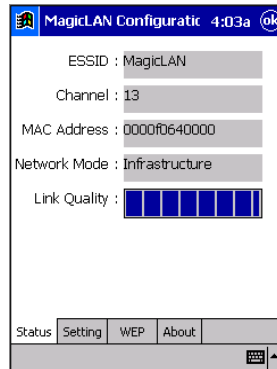 MagicLAN Configuratic 4:03a ok
ESSID : MagicLAN
Channel : 13
MAC Address : 0000f0640000
Network Mode : Infrastructure
Link Quality :
Status Setting WEP About